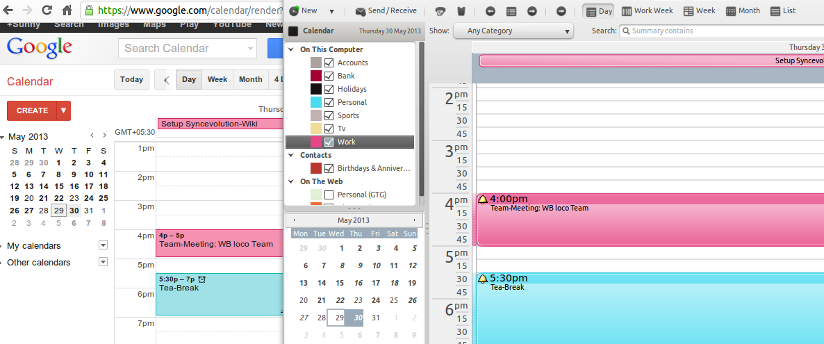 https://www.google.com/calendar/render?
+Sunny Search Images Maps Play YouTube News
Google
Search Calendar
Calendar
Today
Day
Week
Month
4 D
CREATE
Thursd
May 2013
GMT+05:30
Setup Syncevolution-Wiki
S M T W T F S
28 29 30 1 2 3 4
5 6 7 8 9 10 11
12 13 14 15 16 17 18
19 20 21 22 23 24 25
26 27 28 29 30 31 1
2 3 4 5 6 7 8
My calendars
Other calendars
1pm
2pm
3pm
4pm
4p – 5p
Team-Meeting: WB loco Team
5pm
5:30p – 7p
Tea-Break
6pm
7pm
New
Send / Receive
Day
Work Week
Week
Month
List
Calendar
Thursday 30 May 2013
Show:
Any Category
Search:
Summary contains
On This Computer
Accounts
Bank
Holidays
Personal
Sports
Tv
Work
Contacts
Birthdays & Anniver...
On The Web
Personal (GTG)
May 2013
Mon Tue Wed Thu Fri Sat Sun
29 30 1 2 3 4 5
6 7 8 9 10 11 12
13 14 15 16 17 18 19
20 21 22 23 24 25 26
27 28 29 30 31 1 2
3 4 5 6 7 8 9
Thursday 3
Setup Syncevol
2 pm
15
30
45
3 pm
15
30
45
4 pm
15
30
45
4:00pm
Team-Meeting: WB loco Team
5 pm
15
30
45
5:30pm
Tea-Break
6 pm
15
30